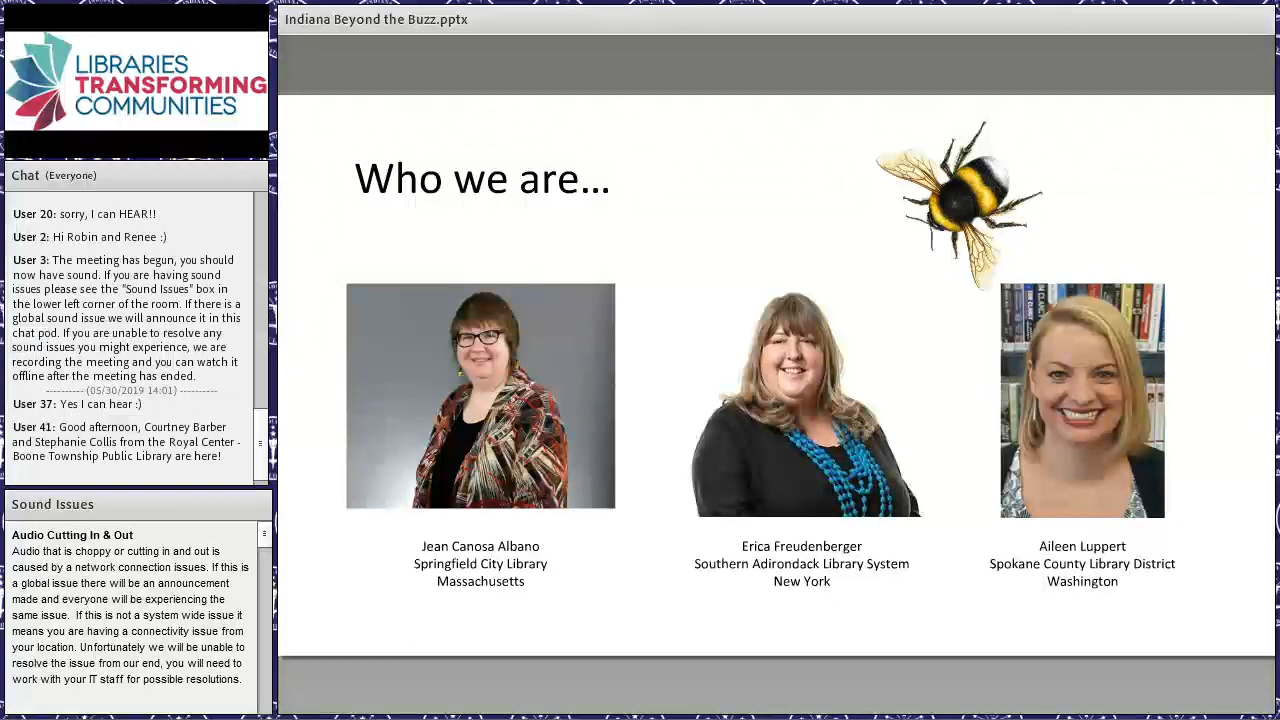 Indiana Beyond the Buzz.pptx
LIBRARIES
TRANSFORMING
COMMUNITIES
Chat (Everyone)
User 20: sorry, I can HEAR!!
User 2: Hi Robin and Renee :)
User 3: The meeting has begun, you should
now have sound. If you are having sound
issues please see the "Sound Issues" box in
the lower left corner of the room. If there is a
global sound issue we will announce it in this
chat pod. If you are unable to resolve any
sound issues you might experience, we are
recording the meeting and you can watch it
offline after the meeting has ended.
---------- (05/30/2019 14:01) ----------
User 37: Yes I can hear :)
User 41: Good afternoon, Courtney Barber
and Stephanie Collis from the Royal Center -
Boone Township Public Library are here!
Sound Issues
Audio Cutting In & Out
Audio that is choppy or cutting in and out is
caused by a network connection issues. If this
is a global issue there will be an announcement
made and everyone will be experiencing the
same issue.  If this is not a system wide issue it
means you are having a connectivity issue from
your location. Unfortunately we will be unable to
resolve the issue from our end, you will need to
work with your IT staff for possible resolutions.
Who we are...
Jean Canosa Albano
Springfield City Library
Massachusetts
Erica Freudenberger
Southern Adirondack Library System
New York
Aileen Luppert
Spokane County Library District
Washington